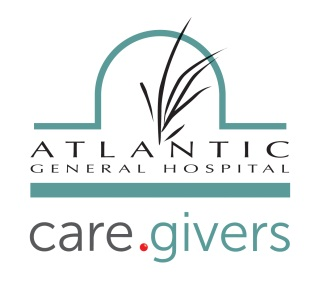 ATLANTIC
GENERAL HOSPITAL
care.givers